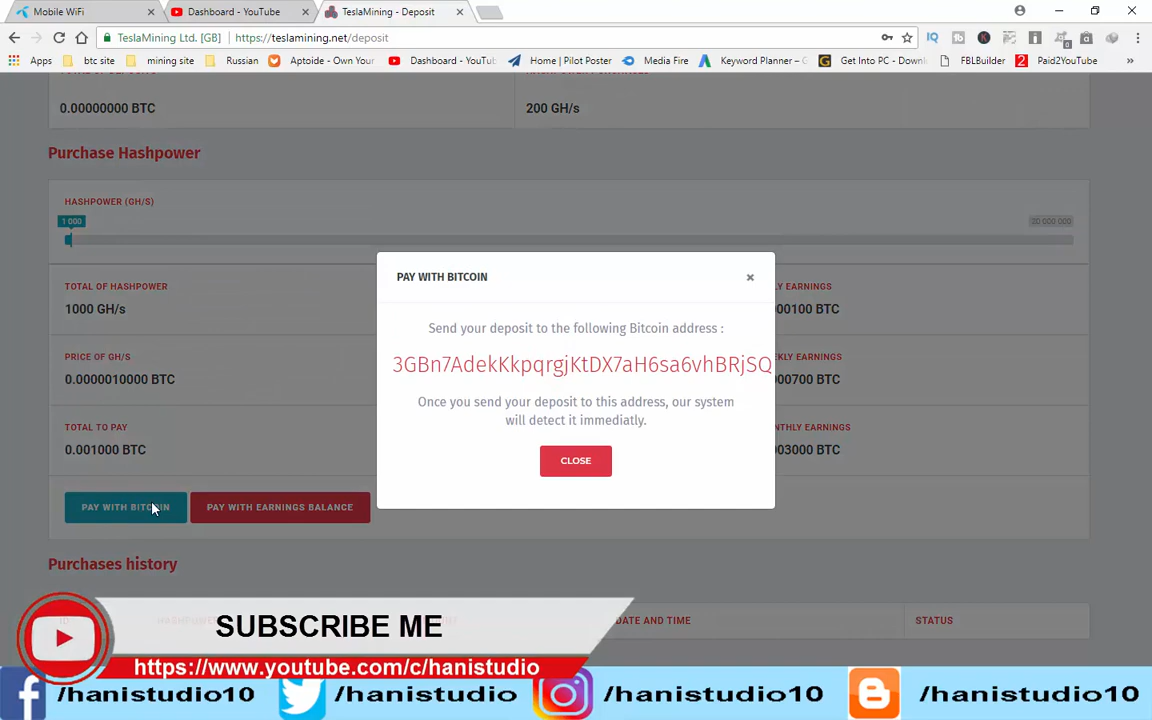 Mobile WiFi
Dashboard - YouTube
TeslaMining - Deposit
TeslaMining Ltd. [GB]
https://teslamining.net/deposit
Apps
btc site
mining site
Russian
Aptoide - Own Your
Dashboard - YouTub
Home | Pilot Poster
Media Fire
Keyword Planner –
Get Into PC - Downl
FBLBuilder
Paid2YouTube
0.00000000 BTC
200 GH/s
Purchase Hashpower
HASHPOWER (GH/S)
1 000
TOTAL OF HASHPOWER
1000 GH/s
PRICE OF GH/S
0.0000010000 BTC
TOTAL TO PAY
0.001000 BTC
PAY WITH BITCOIN
PAY WITH EARNINGS BALANCE
PAY WITH BITCOIN
×
Send your deposit to the following Bitcoin address :
3GBn7AdekKkpqrgjKtDX7aH6sa6vhBRjSQ
Once you send your deposit to this address, our system
will detect it immediatly.
CLOSE
LY EARNINGS
00100 BTC
EKLY EARNINGS
00700 BTC
NTHLY EARNINGS
003000 BTC
Purchases history
DATE AND TIME
STATUS
SUBSCRIBE ME
https://www.youtube.com/c/hanistudio
/hanistudio10
/hanistudio
/hanistudio10
/hanistudio10